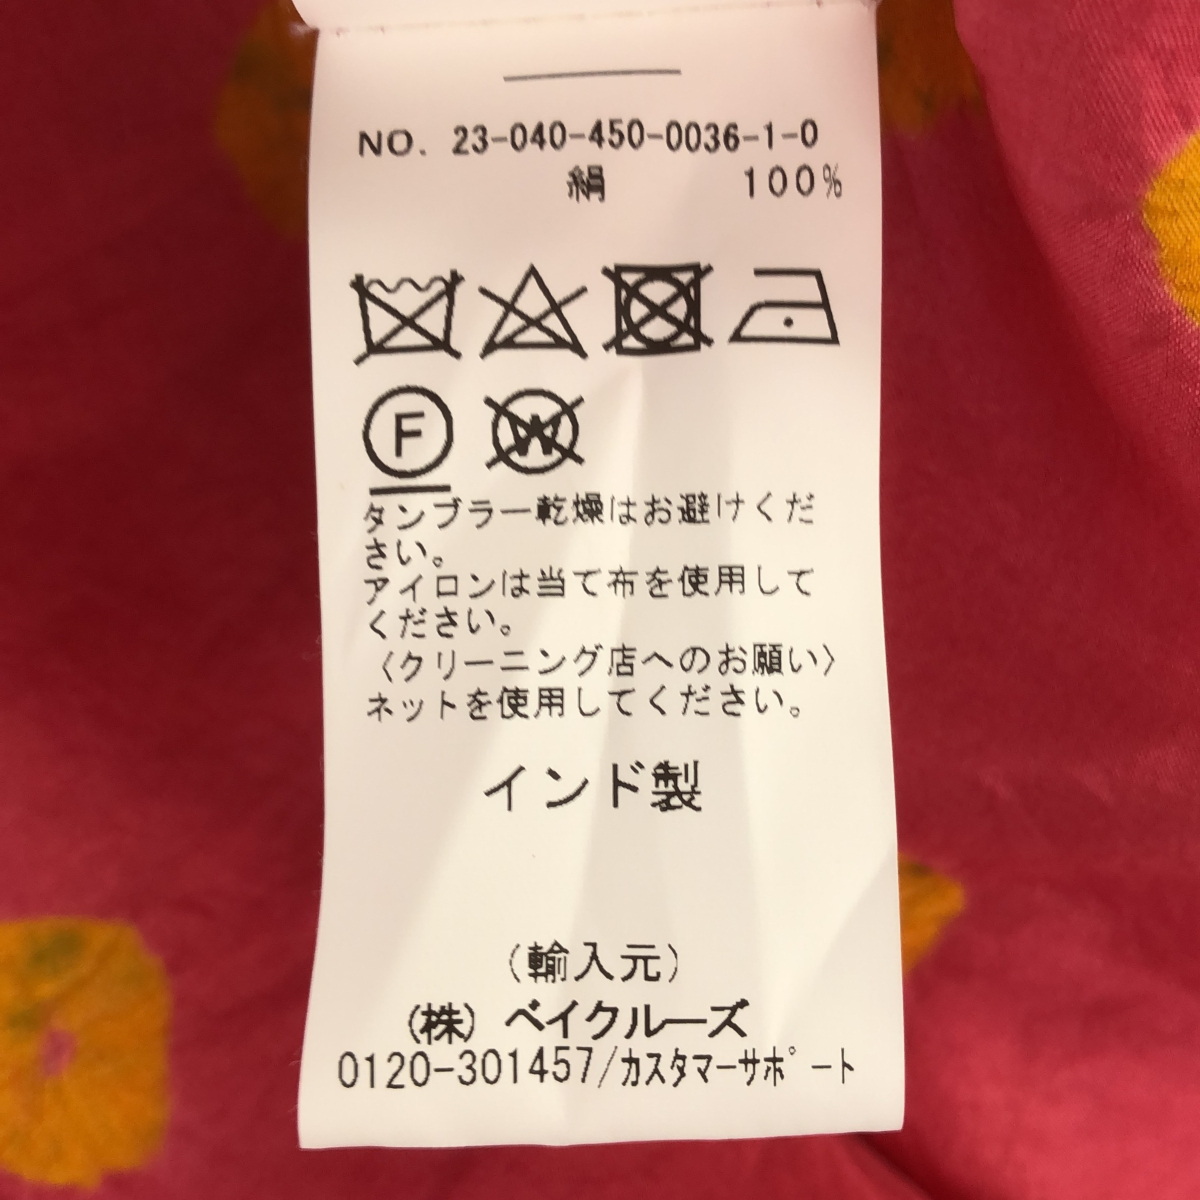 NO. 23-040-450-0036-1-0
絹 100%
F W
タンブラー乾燥はお避けくだ
さい。
アイロンは当て布を使用して
ください。
〈クリーニング店へのお願い〉
ネットを使用してください。
インド製
(輸入元)
(株) ベイクルーズ
0120-301457/カスタマーサポート